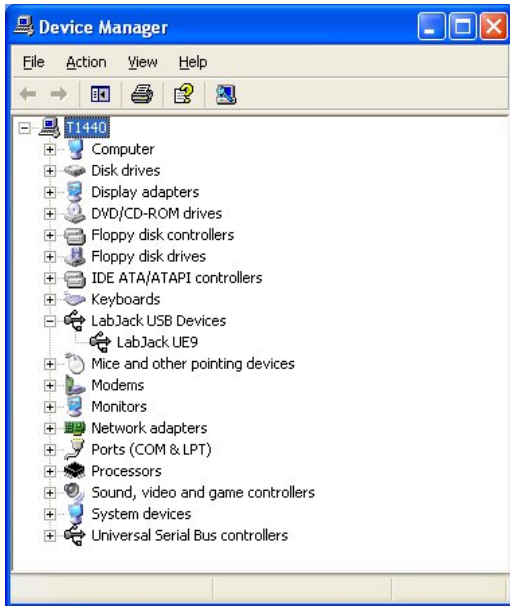 Device Manager
File Action View Help
T1440
Computer
Disk drives
Display adapters
DVD/CD-ROM drives
Floppy disk controllers
Floppy disk drives
IDE ATA/ATAPI controllers
Keyboards
LabJack USB Devices
LabJack UE9
Mice and other pointing devices
Modems
Monitors
Network adapters
Ports (COM & LPT)
Processors
Sound, video and game controllers
System devices
Universal Serial Bus controllers